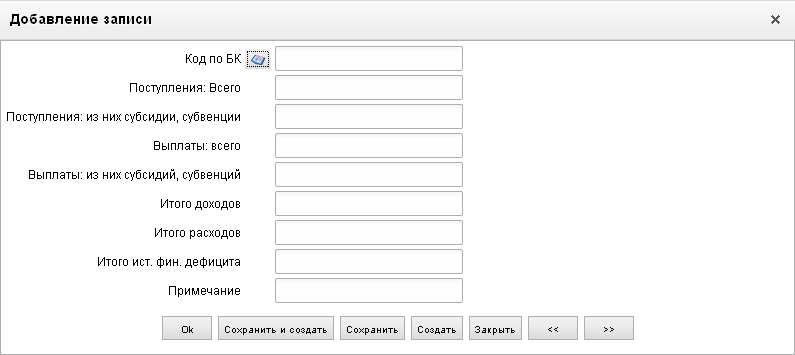 Добавление записи ×
Код по БК
Поступления: Всего
Поступления: из них субсидии, субвенции
Выплаты: всего
Выплаты: из них субсидий, субвенций
Итого доходов
Итого расходов
Итого ист. фин. дефицита
Примечание
Ok Сохранить и создать Сохранить Создать Закрыть << >>